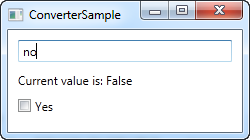 ConverterSample
no
Current value is: False
Yes